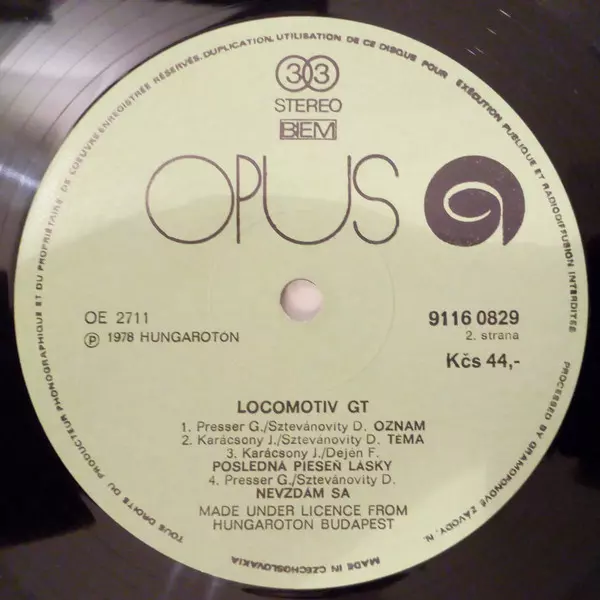 TOUS DROITS DU PRODUCTEUR PHONOGRAPHIQUE ET DU PROPRIÉTAIRE DE L'OEUVRE ENREGISTRÉE RÉSERVÉS. DUPLICATION, UTILISATION DE CE DISQUE POUR EXÉCUTION PUBLIQUE ET RADIODIFFUSION INTERDITE
PROCESSED BY GRAMOFONOVÉ ZÁVODY, N.
33
STEREO
BIEM
OPUS
OE 2711
Ⓟ 1978 HUNGAROTÓN
9116 0829
2. strana
Kčs 44,-
LOCOMOTIV GT
1. Presser G./Sztevánovity D. OZNAM
2. Karácsony J./Sztevánovity D. TÉMA
3. Karácsony J./Dején F.
POSLEDNÁ PIESEŇ LÁSKY
4. Presser G./Sztevánovity D.
NEVZDÁM SA
MADE UNDER LICENCE FROM
HUNGAROTON BUDAPEST
MADE IN CZECHOSLOVAKIA